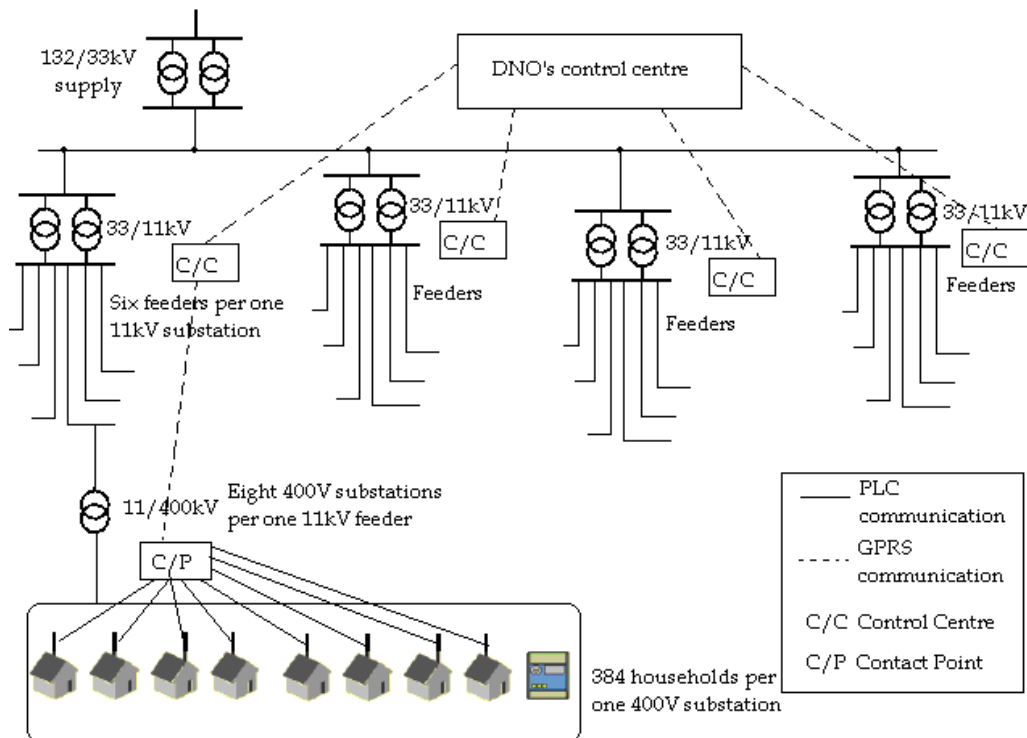 132/33kV
supply
DNO's control centre
33/11kV
C/C
33/11kV
C/C
33/11kV
C/C
33/11kV
C/C
Six feeders per one
11kV substation
Feeders
Feeders
Feeders
11/400kV
Eight 400V substations
per one 11kV feeder
C/P
384 households per
one 400V substation
PLC
communication
GPRS
communication
C/C Control Centre
C/P Contact Point